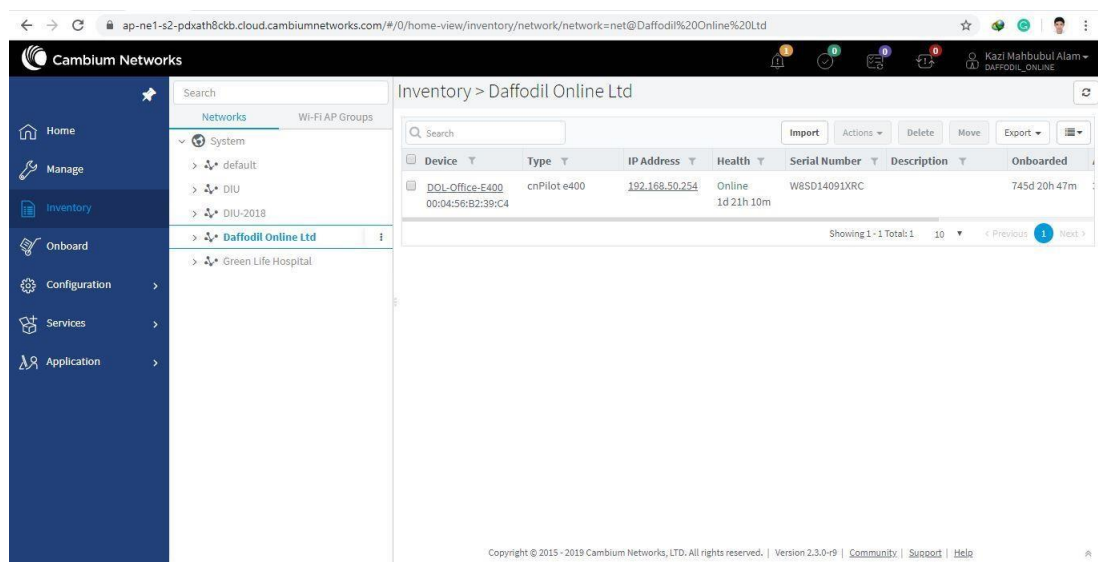 ap-ne1-s2-pdxath8ckb.cloud.cambiumnetworks.com/#/0/home-view/inventory/network/network=net@Daffodil%20Online%20Ltd
Cambium Networks
1
0
0
0
Kazi Mahbubul Alam
DAFFODIL_ONLINE
Home
Manage
Inventory
Onboard
Configuration
Services
Application
Search
Networks Wi-Fi AP Groups
System
default
DIU
DIU-2018
Daffodil Online Ltd
Green Life Hospital
Inventory > Daffodil Online Ltd
Search
Import Actions Delete Move Export
Device Type IP Address Health Serial Number Description Onboarded
DOL-Office-E400 cnPilot e400 192.168.50.254 Online W8SD14091XRC 745d 20h 47m
00:04:56:B2:39:C4 1d 21h 10m
Showing 1 - 1 Total: 1 10 < Previous 1 Next >
Copyright © 2015 - 2019 Cambium Networks, LTD. All rights reserved. | Version 2.3.0-r9 | Community | Support | Help